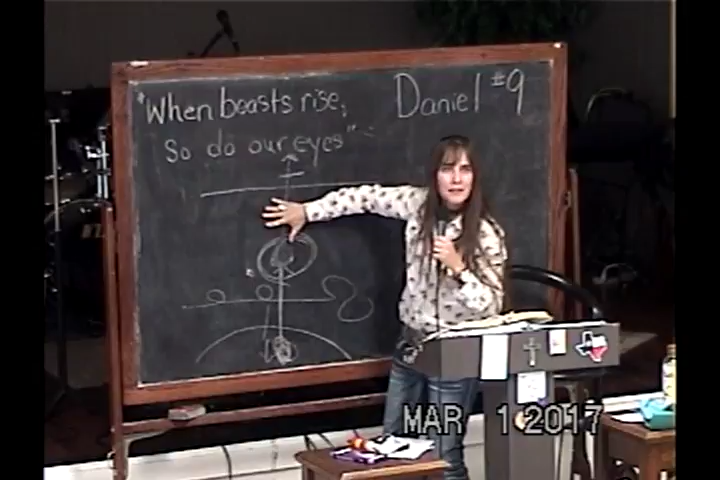 "When beasts rise,
So do our eyes"
Daniel #9
MAR 1 2017